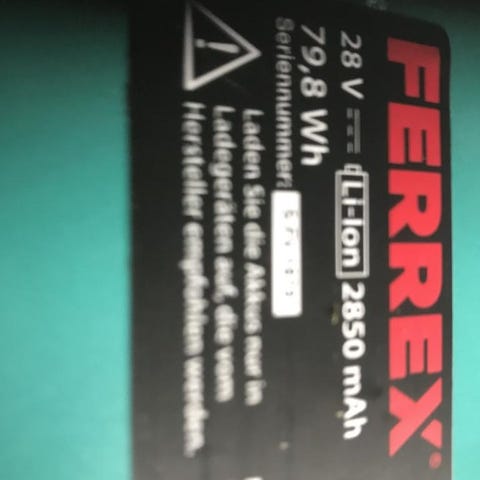 FERREX®
28 V Li-Ion 2850 mAh
79,8 Wh
Seriennummer:
Laden Sie die Akkus nur in
Ladegeräten auf, die vom
Hersteller empfohlen werden.